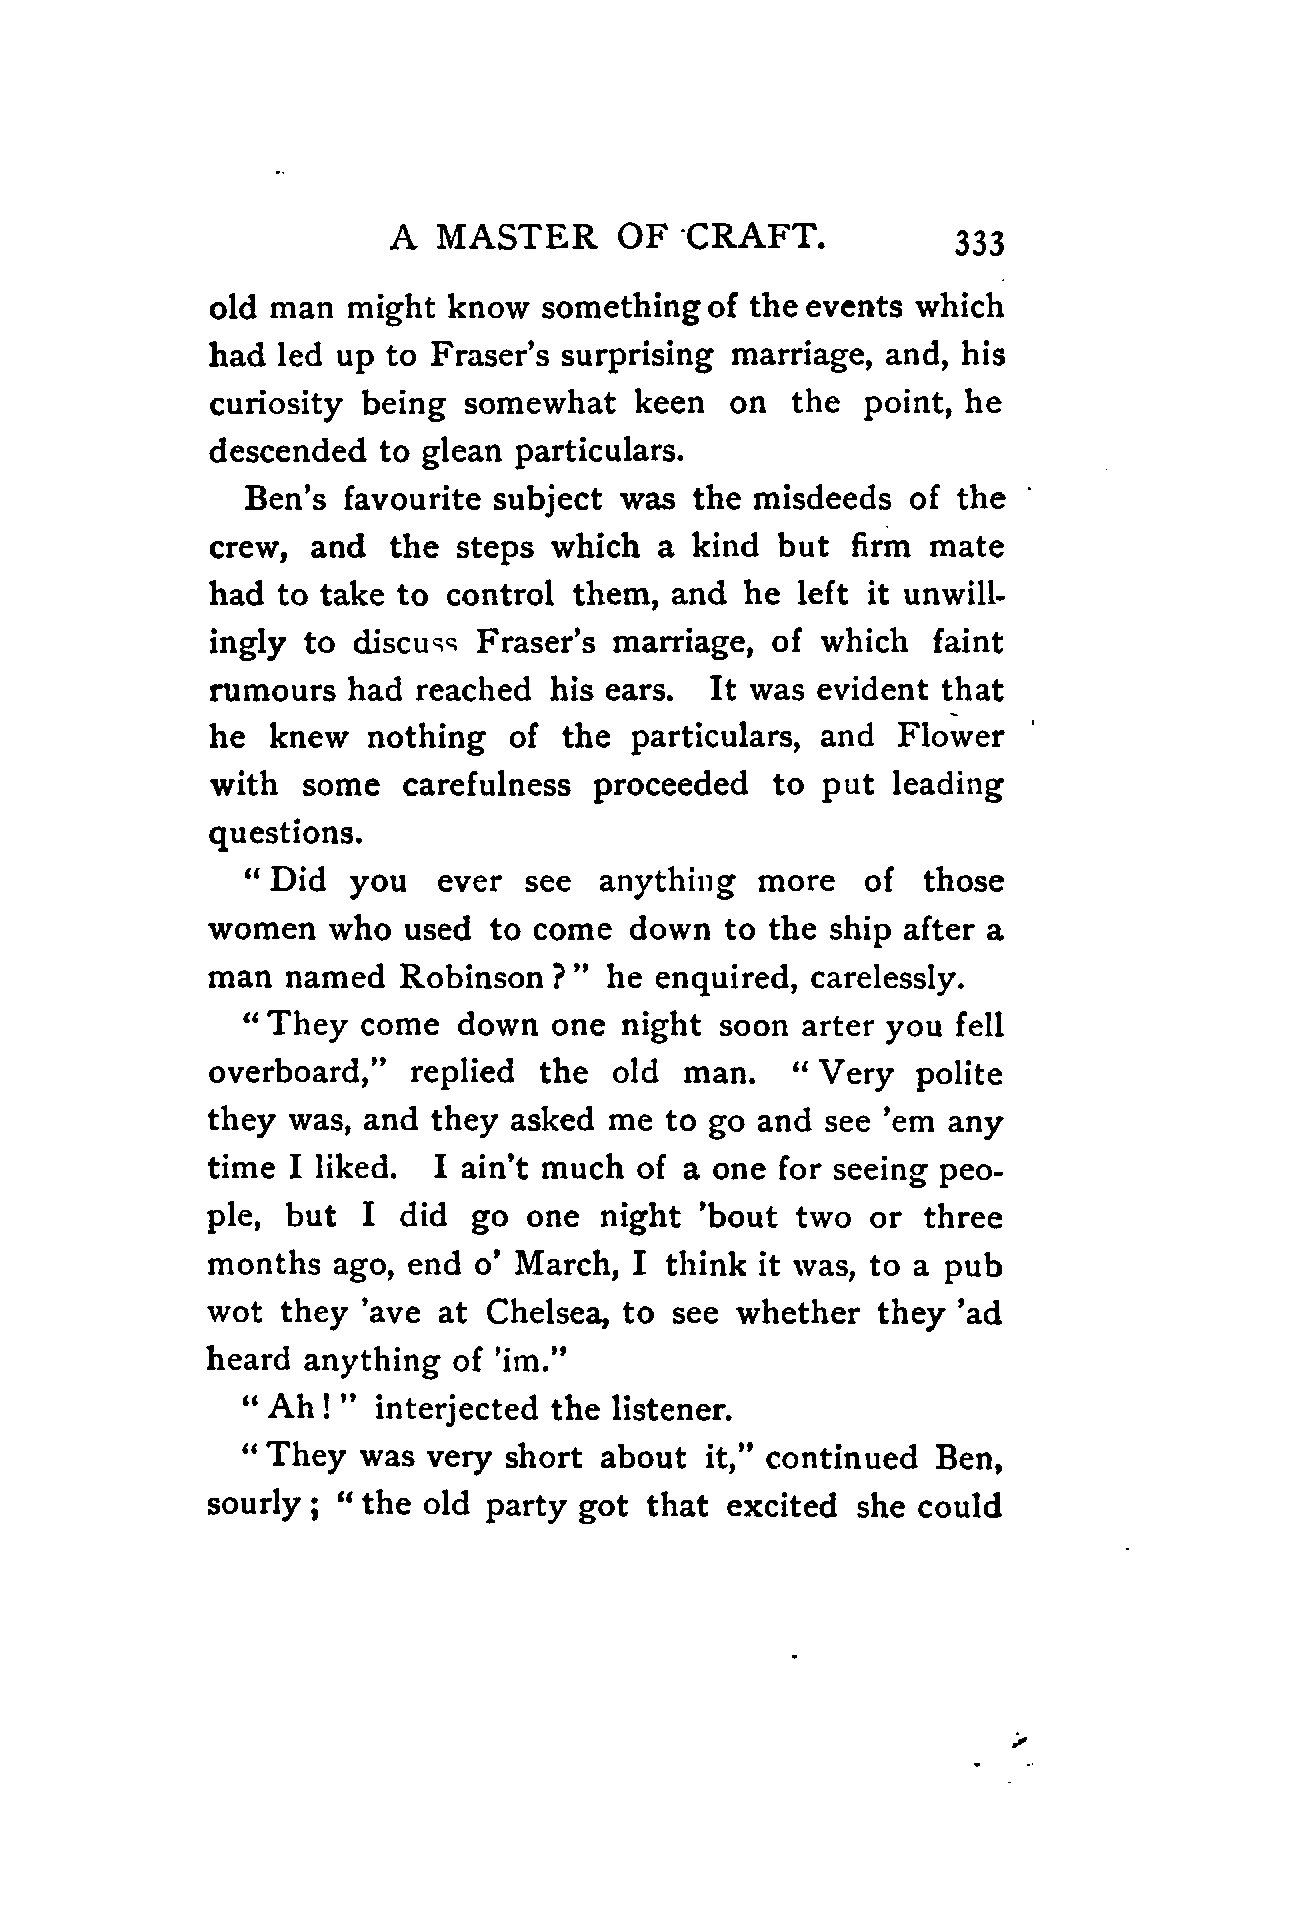 A MASTER OF CRAFT. 333
old man might know something of the events which
had led up to Fraser's surprising marriage, and, his
curiosity being somewhat keen on the point, he
descended to glean particulars.
Ben's favourite subject was the misdeeds of the
crew, and the steps which a kind but firm mate
had to take to control them, and he left it unwill-
ingly to discuss Fraser's marriage, of which faint
rumours had reached his ears. It was evident that
he knew nothing of the particulars, and Flower
with some carefulness proceeded to put leading
questions.
“ Did you ever see anything more of those
women who used to come down to the ship after a
man named Robinson ? ” he enquired, carelessly.
“ They come down one night soon arter you fell
overboard,” replied the old man. “ Very polite
they was, and they asked me to go and see 'em any
time I liked. I ain't much of a one for seeing peo-
ple, but I did go one night 'bout two or three
months ago, end o' March, I think it was, to a pub
wot they 'ave at Chelsea, to see whether they 'ad
heard anything of 'im.”
“ Ah ! ” interjected the listener.
“ They was very short about it,” continued Ben,
sourly ; “ the old party got that excited she could